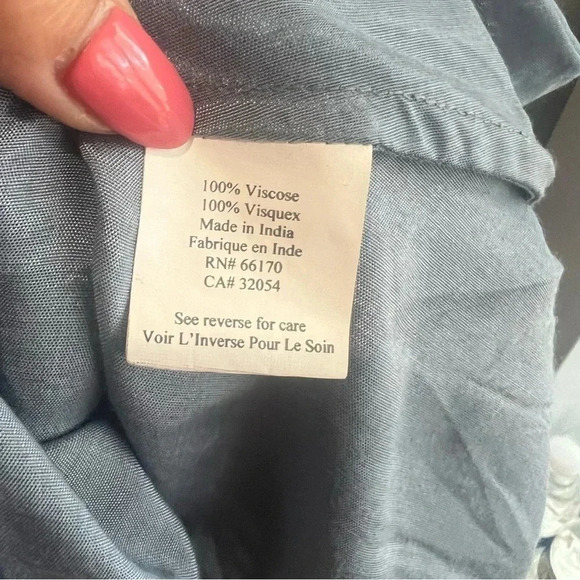 100% Viscose
100% Visquex
Made in India
Fabrique en Inde
RN# 66170
CA# 32054
See reverse for care
Voir L'Inverse Pour Le Soin